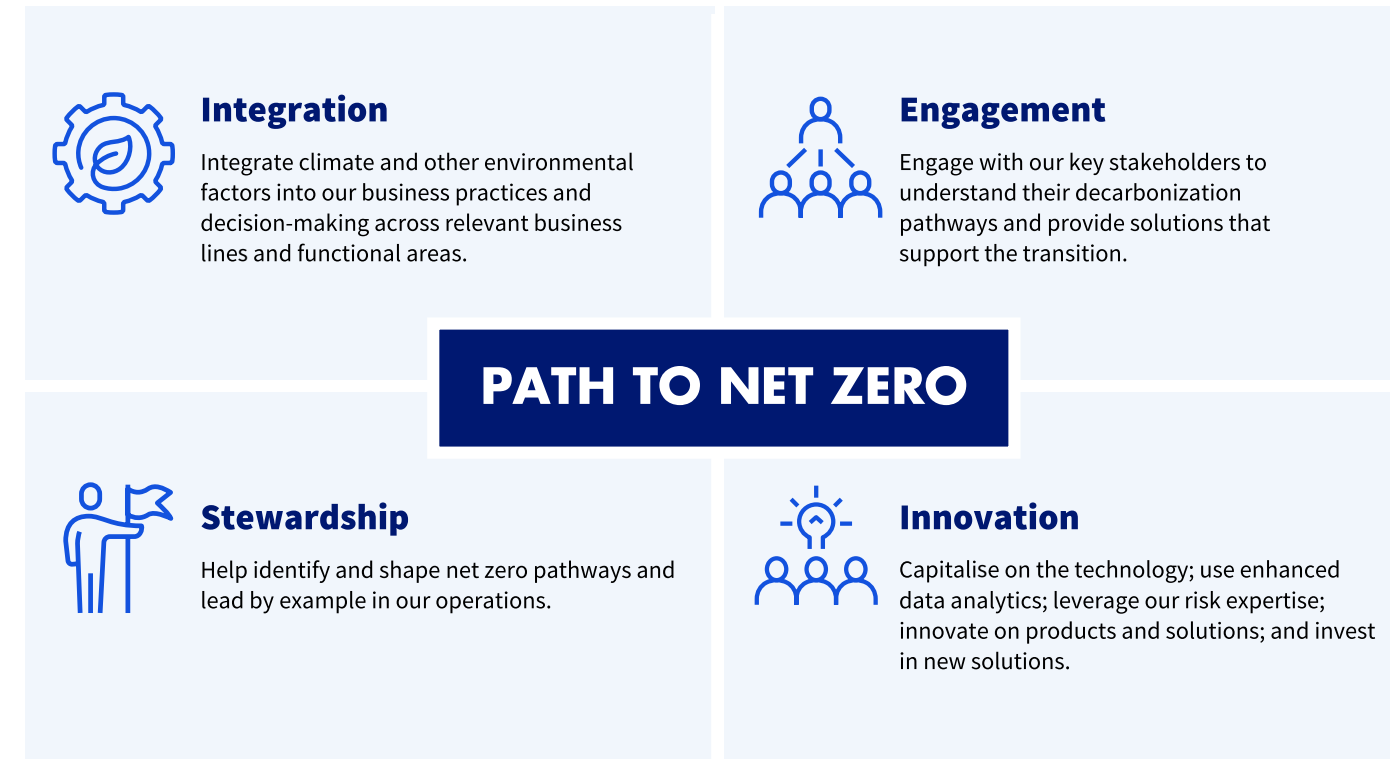 Integration
Integrate climate and other environmental
factors into our business practices and
decision-making across relevant business
lines and functional areas.
Engagement
Engage with our key stakeholders to
understand their decarbonization
pathways and provide solutions that
support the transition.
PATH TO NET ZERO
Stewardship
Help identify and shape net zero pathways and
lead by example in our operations.
Innovation
Capitalise on the technology; use enhanced
data analytics; leverage our risk expertise;
innovate on products and solutions; and invest
in new solutions.